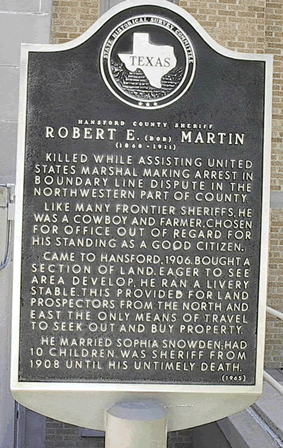 STATE HISTORICAL SURVEY COMMITTEE
TEXAS
HANSFORD COUNTY SHERIFF
ROBERT E. (BOB) MARTIN
(1860-1911)
KILLED WHILE ASSISTING UNITED
STATES MARSHAL MAKING ARREST IN
BOUNDARY LINE DISPUTE IN THE
NORTHWESTERN PART OF COUNTY.
LIKE MANY FRONTIER SHERIFFS, HE
WAS A COWBOY AND FARMER, CHOSEN
FOR OFFICE OUT OF REGARD FOR
HIS STANDING AS A GOOD CITIZEN.
CAME TO HANSFORD, 1906. BOUGHT A
SECTION OF LAND. EAGER TO SEE
AREA DEVELOP, HE RAN A LIVERY
STABLE. THIS PROVIDED FOR LAND
PROSPECTORS FROM THE NORTH AND
EAST THE ONLY MEANS OF TRAVEL
TO SEEK OUT AND BUY PROPERTY.
HE MARRIED SOPHIA SNOWDEN; HAD
10 CHILDREN. WAS SHERIFF FROM
1908 UNTIL HIS UNTIMELY DEATH.
(1965)